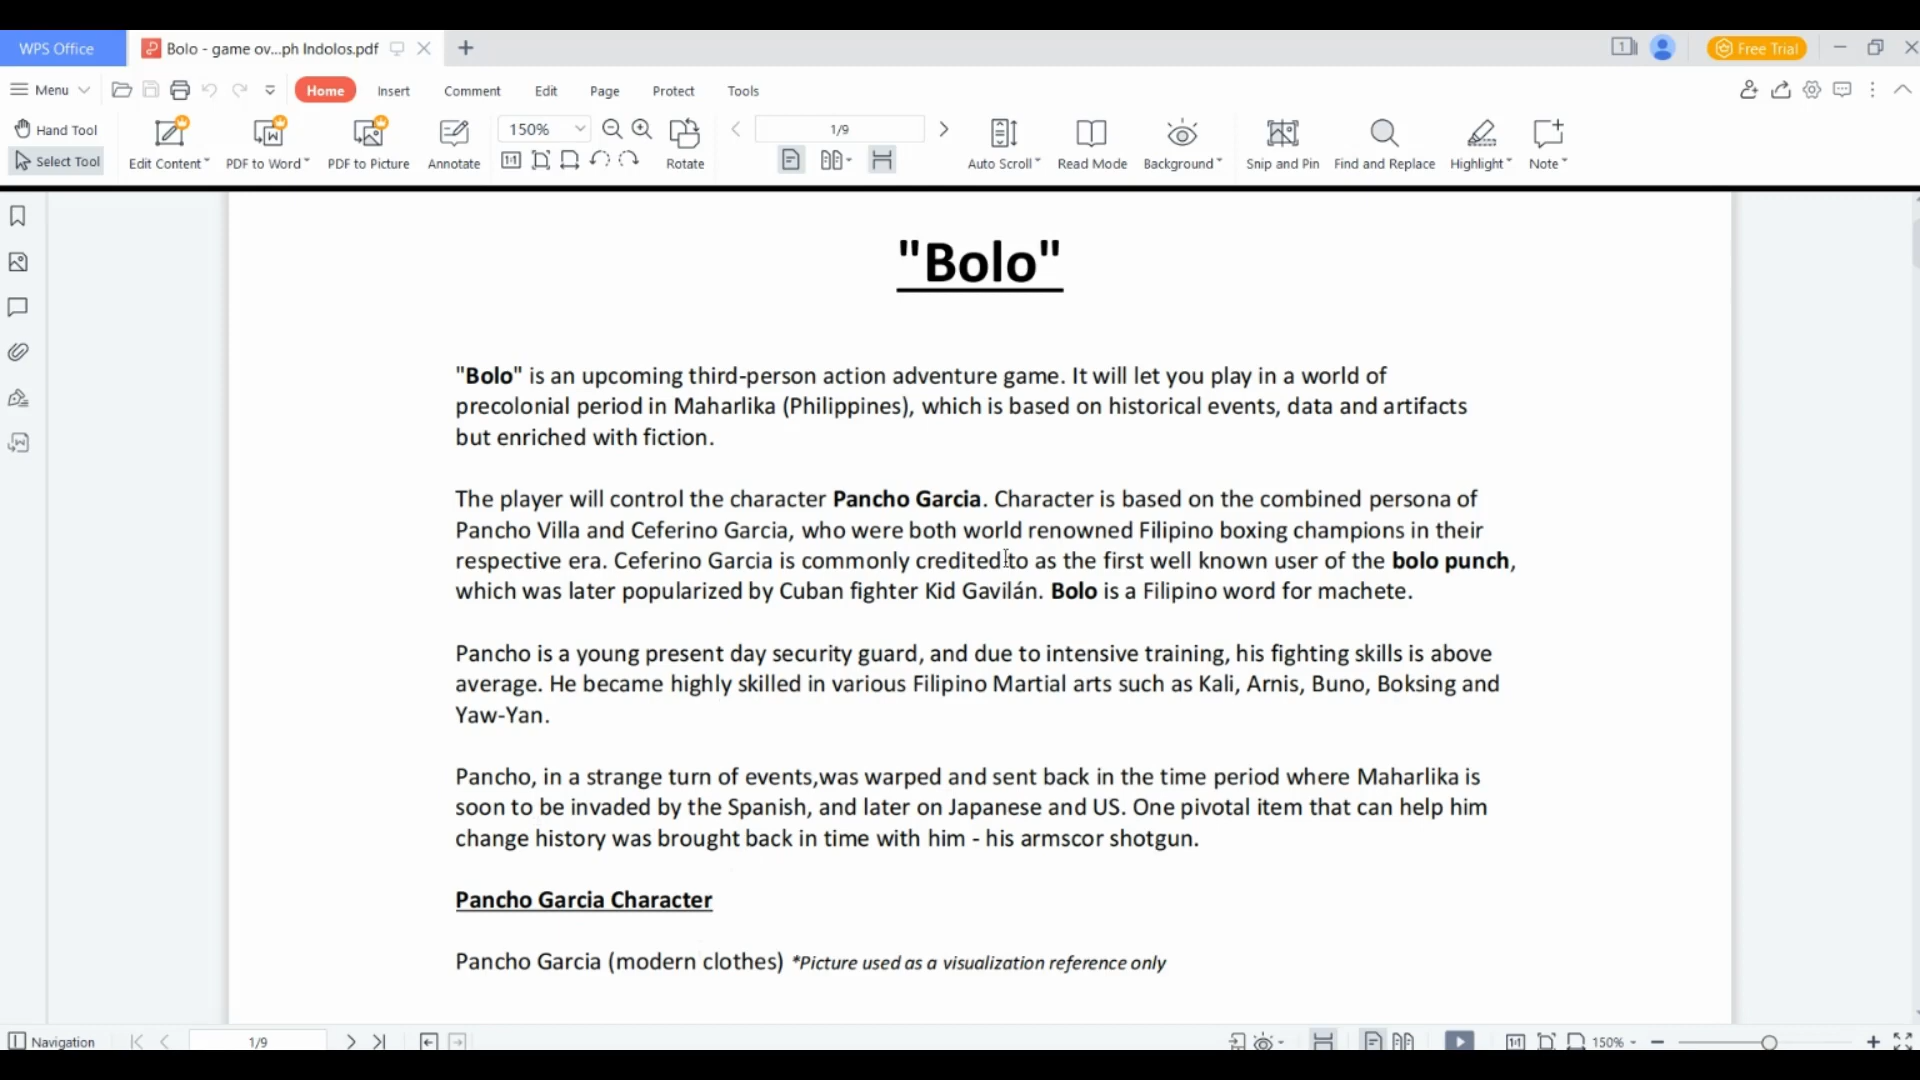 WPS Office
Bolo - game ov...ph Indolos.pdf
1
Free Trial
Menu
Home
Insert
Comment
Edit
Page
Protect
Tools
Hand Tool
Select Tool
Edit Content
PDF to Word
PDF to Picture
Annotate
150%
Rotate
1/9
Auto Scroll
Read Mode
Background
Snip and Pin
Find and Replace
Highlight
Note
"Bolo"
"Bolo" is an upcoming third-person action adventure game. It will let you play in a world of
precolonial period in Maharlika (Philippines), which is based on historical events, data and artifacts
but enriched with fiction.
The player will control the character Pancho Garcia. Character is based on the combined persona of
Pancho Villa and Ceferino Garcia, who were both world renowned Filipino boxing champions in their
respective era. Ceferino Garcia is commonly credited to as the first well known user of the bolo punch,
which was later popularized by Cuban fighter Kid Gavilán. Bolo is a Filipino word for machete.
Pancho is a young present day security guard, and due to intensive training, his fighting skills is above
average. He became highly skilled in various Filipino Martial arts such as Kali, Arnis, Buno, Boksing and
Yaw-Yan.
Pancho, in a strange turn of events,was warped and sent back in the time period where Maharlika is
soon to be invaded by the Spanish, and later on Japanese and US. One pivotal item that can help him
change history was brought back in time with him - his armscor shotgun.
Pancho Garcia Character
Pancho Garcia (modern clothes) *Picture used as a visualization reference only
Navigation
1/9
150%